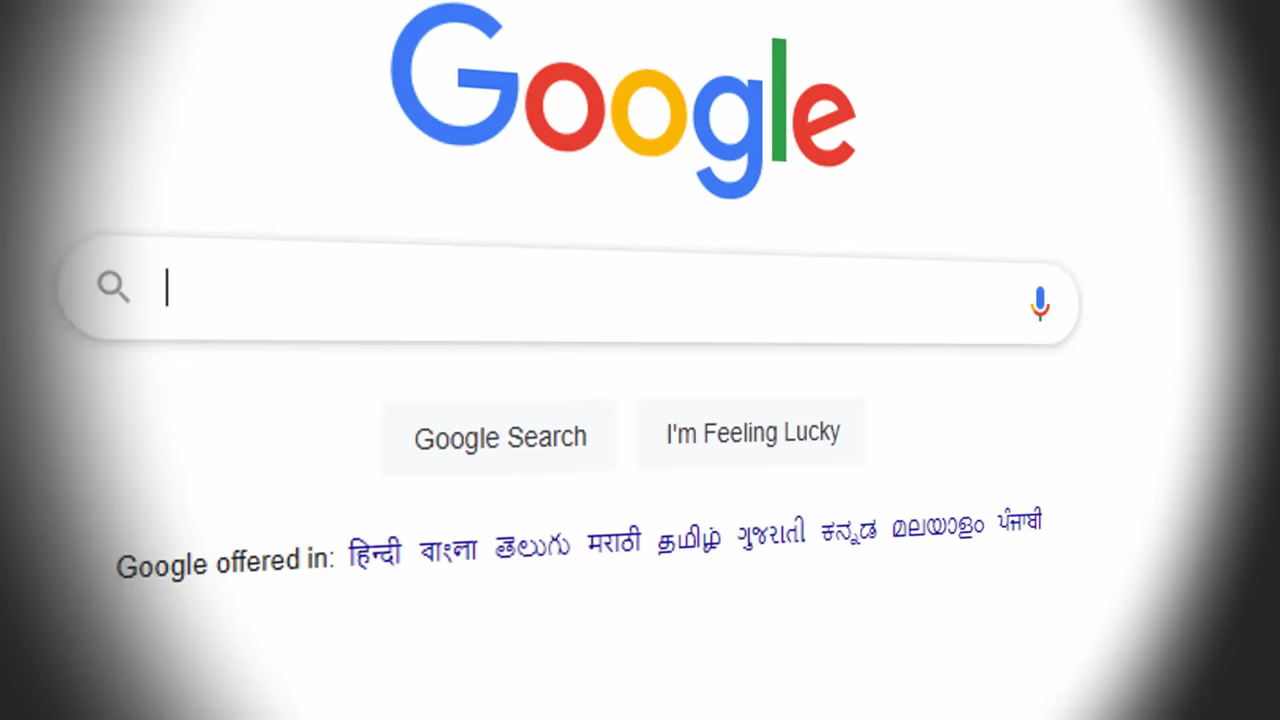 Google
Google Search
I'm Feeling Lucky
Google offered in: हिन्दी বাংলা తెలుగు मराठी தமிழ் ગુજરાતી ಕನ್ನಡ മലയാളം ਪੰਜਾਬੀ